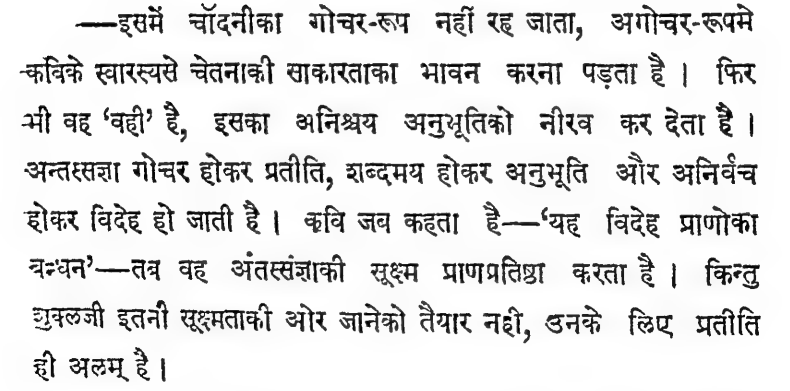 —इसमें चाँदनीका गोचर-रूप नहीं रह जाता, अगोचर-रूपमे
कविके स्वारस्यसे चेतनाकी साकारताका भावन करना पड़ता है। फिर
भी वह ‘वही’ है, इसका अनिश्चय अनुभूतिको नीरव कर देता है।
अन्तस्सज्ञा गोचर होकर प्रतीति, शब्दमय होकर अनुभूति और अनिर्वच
होकर विदेह हो जाती है। कवि जब कहता है—‘यह विदेह प्राणोका
बन्धन’—तब वह अंतस्संज्ञाकी सूक्ष्म प्राणप्रतिष्ठा करता है। किन्तु
शुक्लजी इतनी सूक्ष्मताकी ओर जानेको तैयार नही, उनके लिए प्रतीति
ही अलम् है।